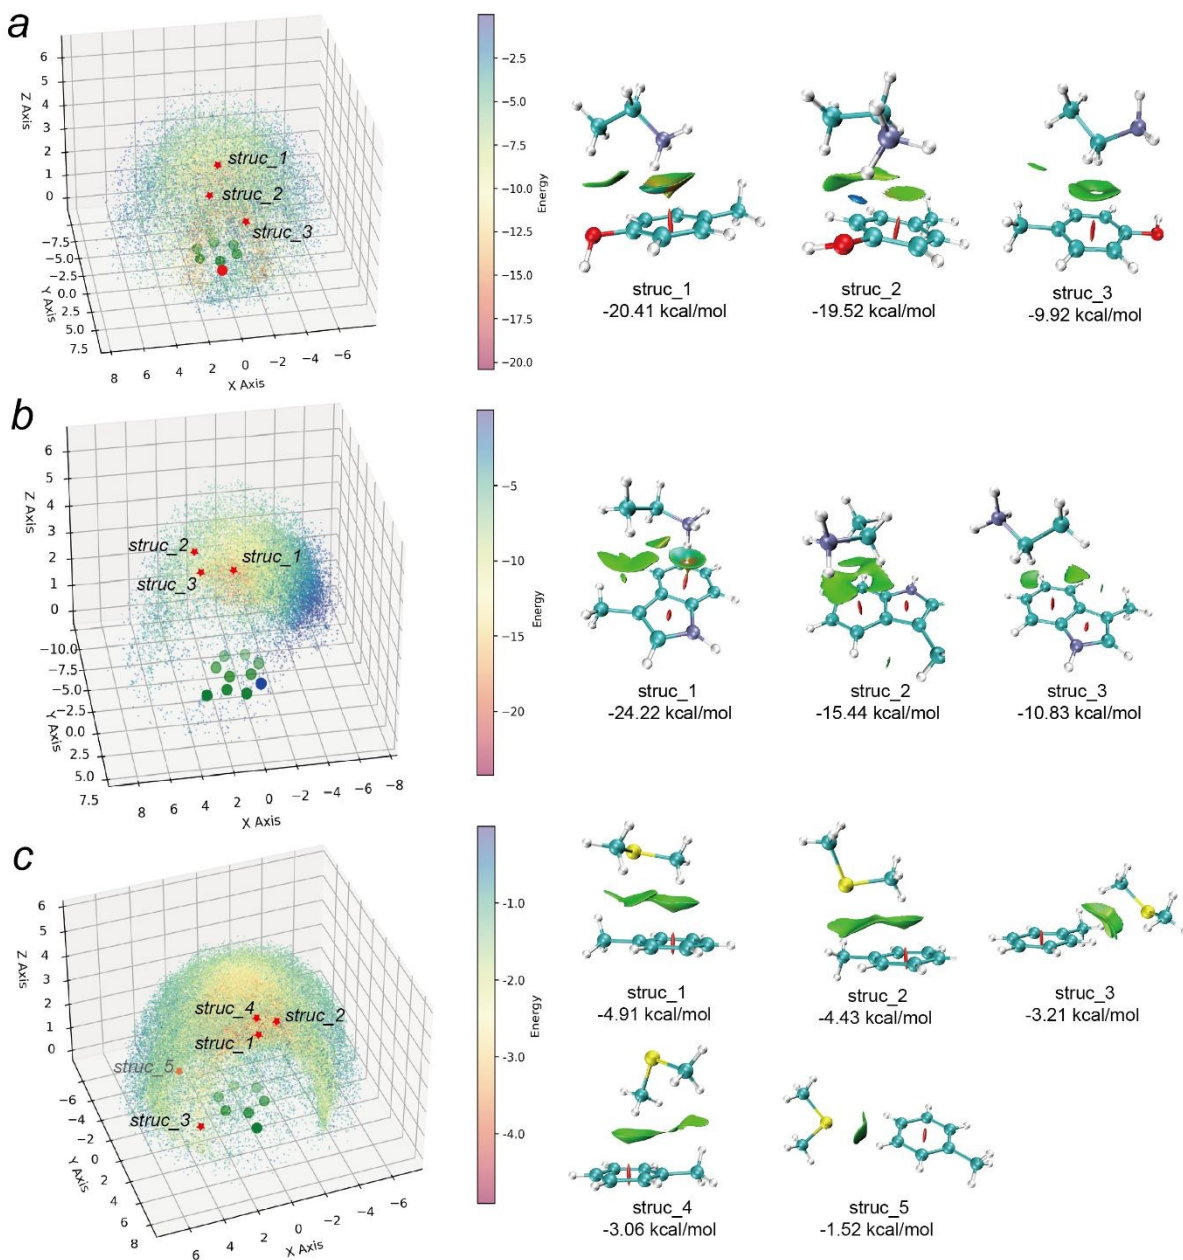 a
6
5
4
3
2
1
0
Z Axis
−7.5
−5.0
−2.5
0.0
2.5
5.0
7.5
Y Axis
8
6
4
2
0
−2
−4
−6
X Axis
struc_1
struc_2
struc_3
−2.5
−5.0
−7.5
−10.0
−12.5
−15.0
−17.5
−20.0
Energy
struc_1
-20.41 kcal/mol
struc_2
-19.52 kcal/mol
struc_3
-9.92 kcal/mol
b
6
5
4
3
2
1
0
Z Axis
−10.0
−7.5
−5.0
−2.5
0.0
2.5
5.0
7.5
Y Axis
8
6
4
2
0
−2
−4
−6
−8
X Axis
struc_2
struc_1
struc_3
−5
−10
−15
−20
Energy
struc_1
-24.22 kcal/mol
struc_2
-15.44 kcal/mol
struc_3
-10.83 kcal/mol
c
6
5
4
3
2
1
0
Z Axis
−6
−4
−2
0
2
4
6
8
Y Axis
6
4
2
0
−2
−4
−6
X Axis
struc_4
struc_2
struc_1
struc_5
struc_3
−1.0
−2.0
−3.0
−4.0
Energy
struc_1
-4.91 kcal/mol
struc_2
-4.43 kcal/mol
struc_3
-3.21 kcal/mol
struc_4
-3.06 kcal/mol
struc_5
-1.52 kcal/mol